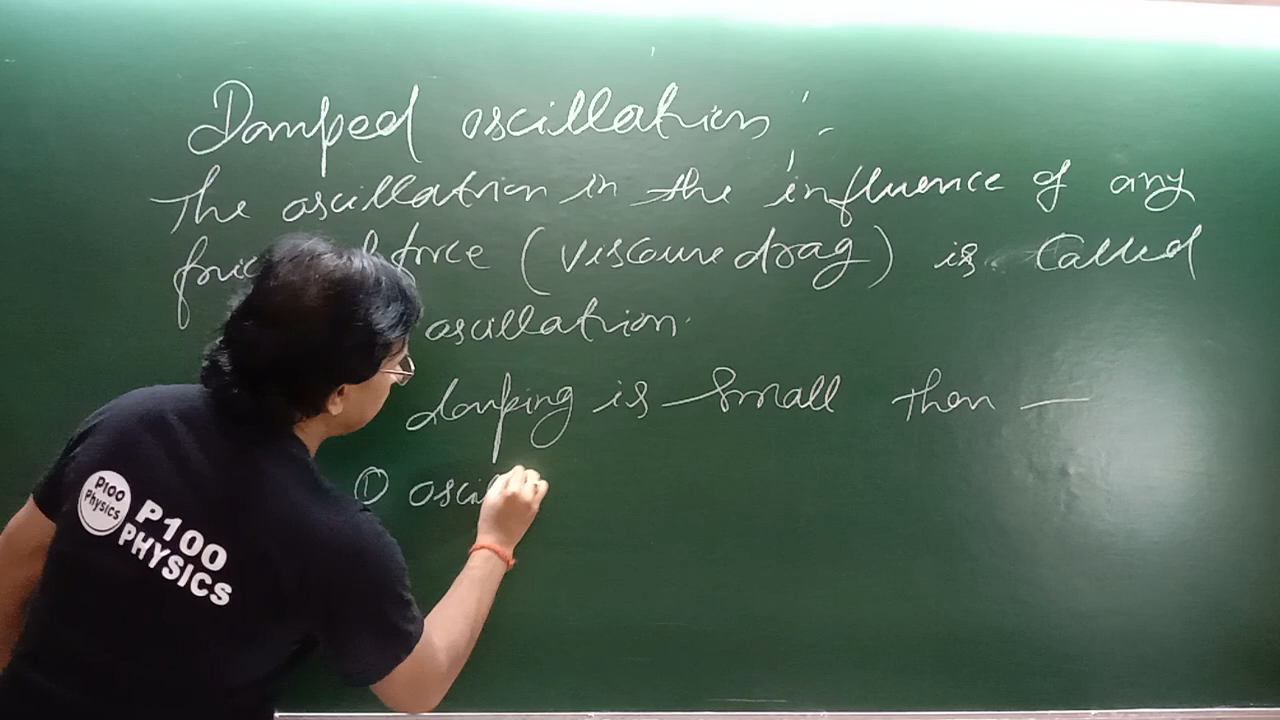 Damped oscillation :-
The oscillation in the influence of any
force (viscous drag) is called
oscillation.
damping is small then —
① osci
P100
Physics
P100
PHYSICS